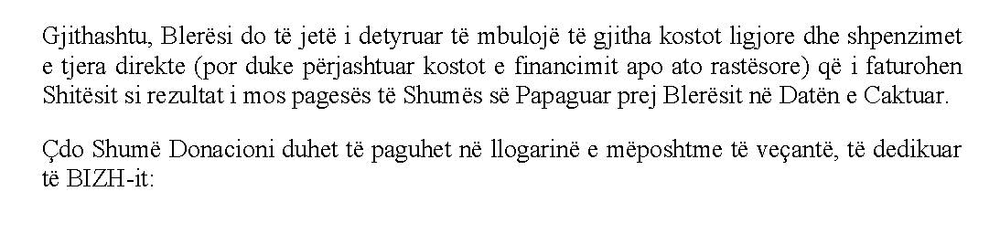 Gjithashtu, Blerësi do të jetë i detyruar të mbulojë të gjitha kostot ligjore dhe shpenzimet
e tjera direkte (por duke përjashtuar kostot e financimit apo ato rastësore) që i faturohen
Shitësit si rezultat i mos pagesës të Shumës së Papaguar prej Blerësit në Datën e Caktuar.
Çdo Shumë Donacioni duhet të paguhet në llogarinë e mëposhtme të veçantë, të dedikuar
të BIZH-it: